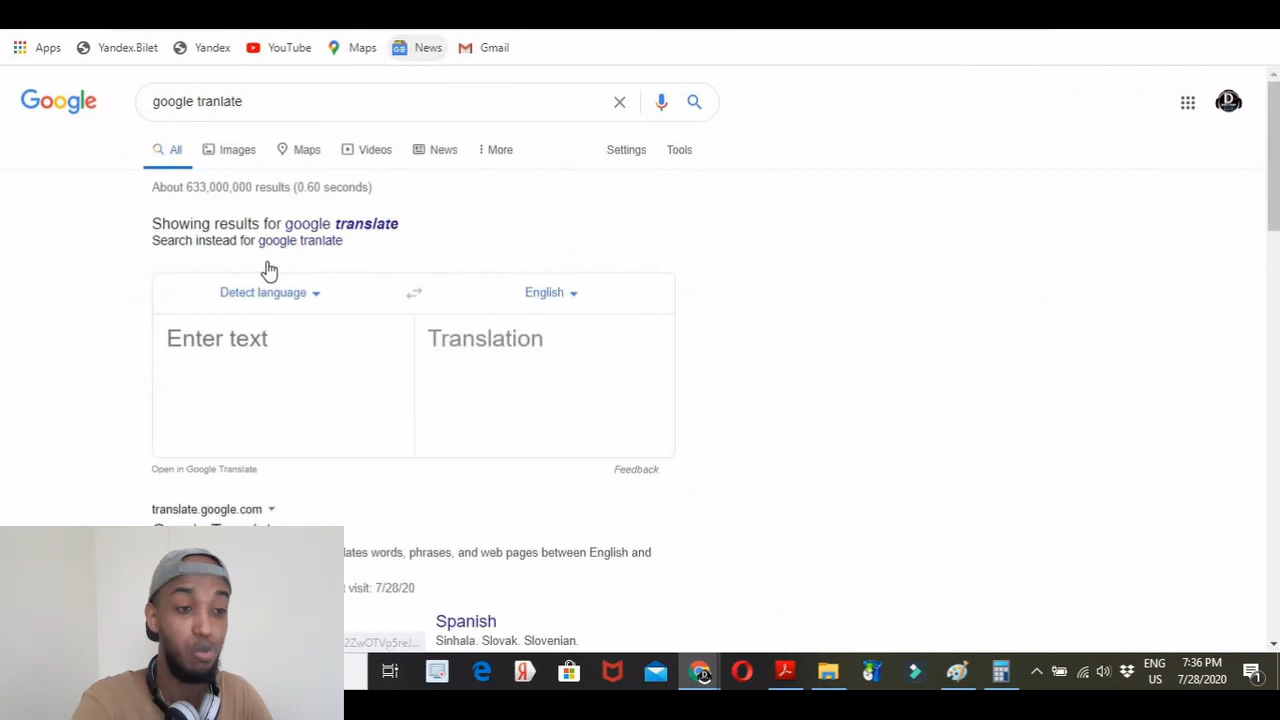 Apps Yandex.Bilet Yandex YouTube Maps News Gmail
Google google tranlate
All Images Maps Videos News More Settings Tools
About 633,000,000 results (0.60 seconds)
Showing results for google translate
Search instead for google tranlate
Detect language English
Enter text Translation
Open in Google Translate Feedback
translate.google.com
lates words, phrases, and web pages between English and
t visit: 7/28/20
Spanish
Sinhala. Slovak. Slovenian.
ENG 7:36 PM
US 7/28/2020